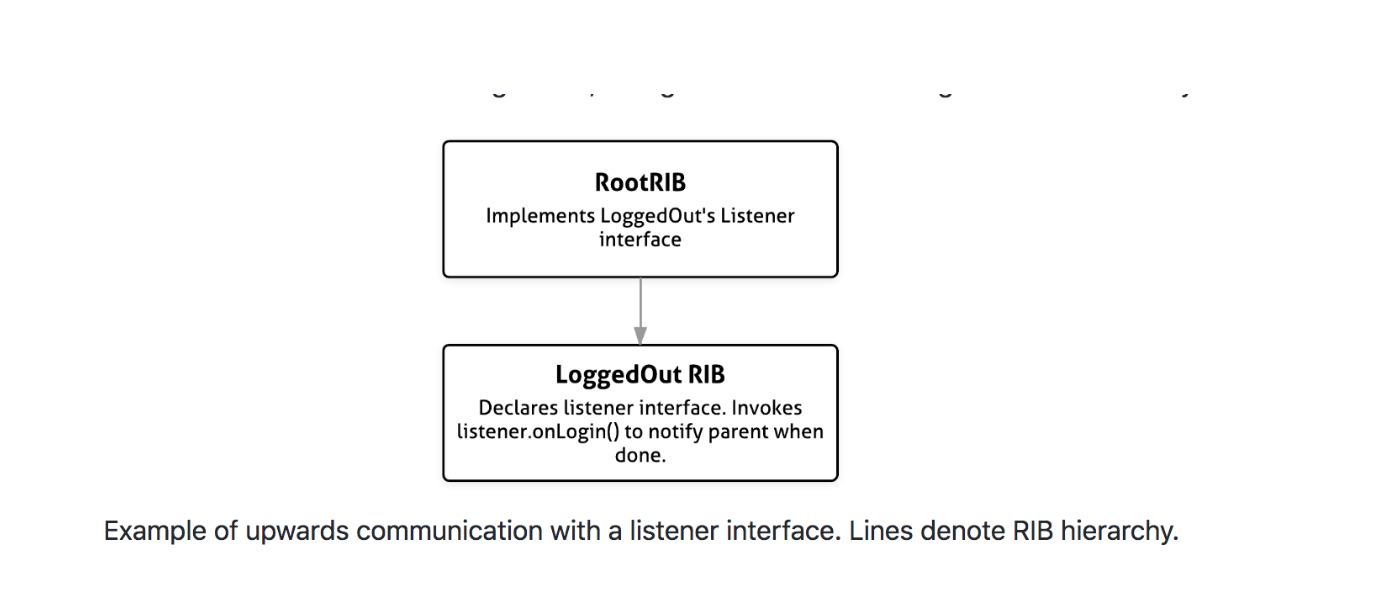 RootRIB
Implements LoggedOut's Listener
interface
LoggedOut RIB
Declares listener interface. Invokes
listener.onLogin() to notify parent when
done.
Example of upwards communication with a listener interface. Lines denote RIB hierarchy.